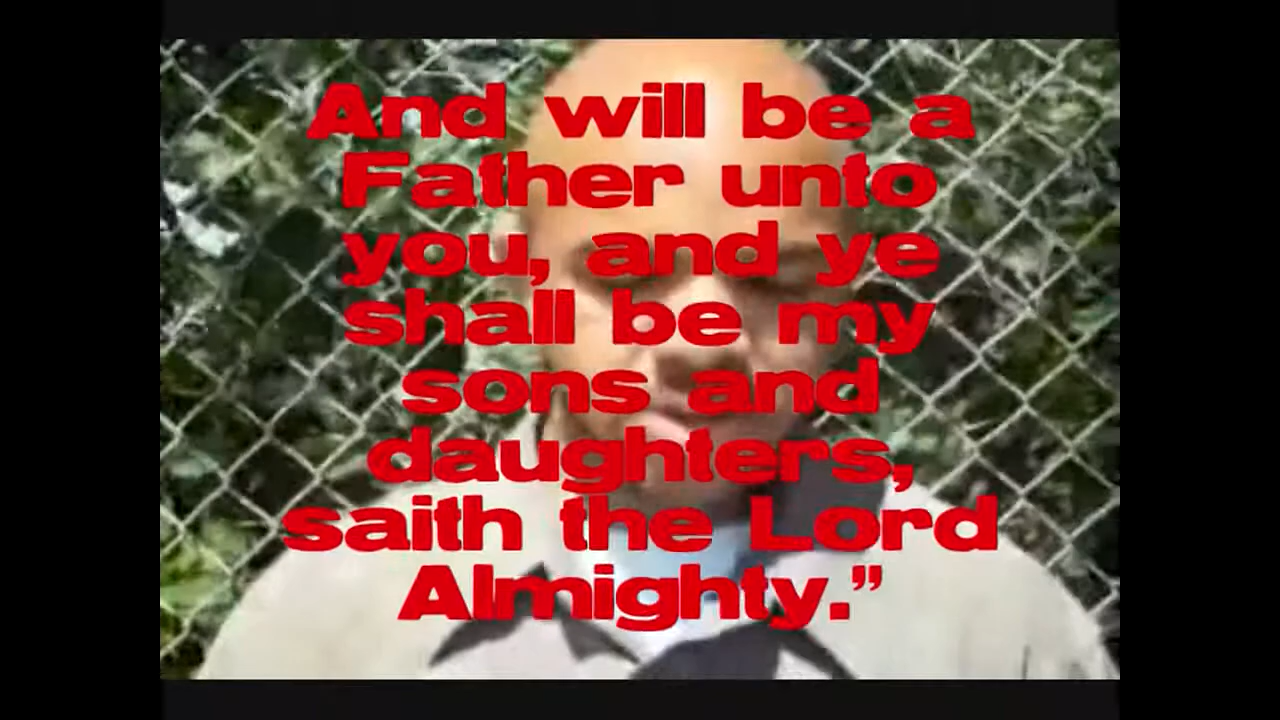 And will be a
Father unto
you, and ye
shall be my
sons and
daughters,
saith the Lord
Almighty.”